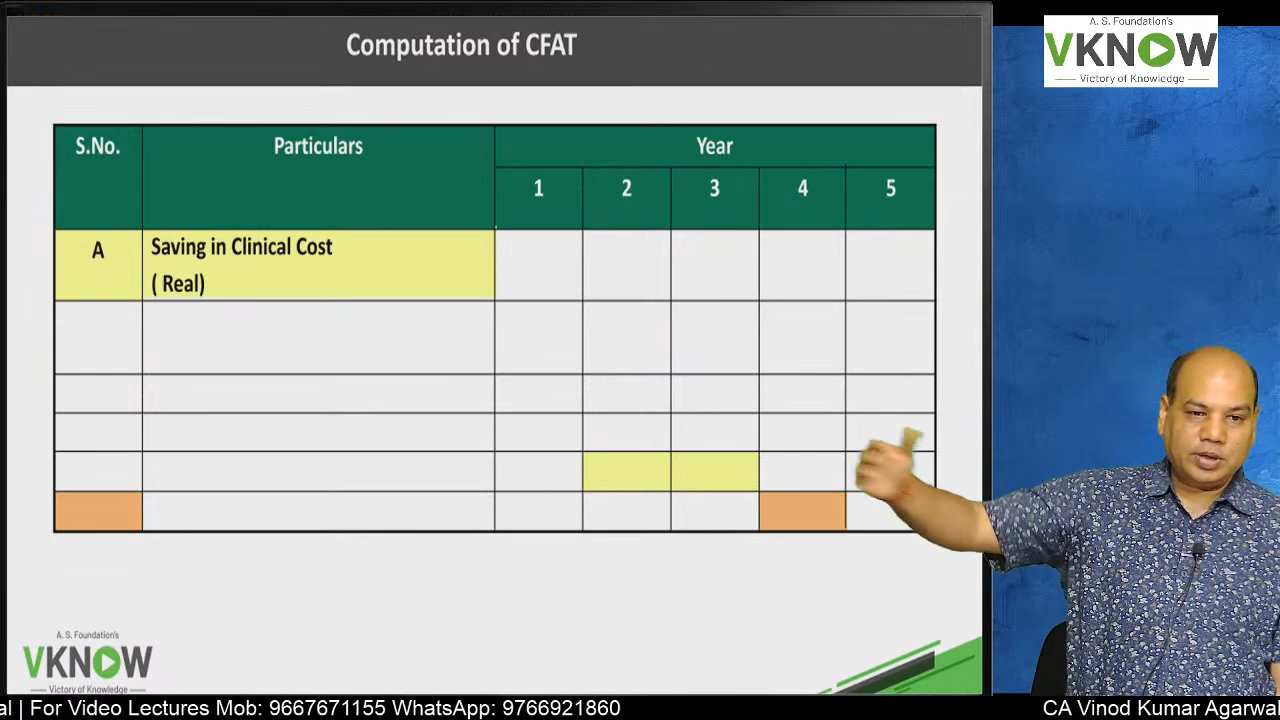 Computation of CFAT
A. S. Foundation's
VKNOW
Victory of Knowledge
S.No. Particulars Year
1 2 3 4 5
A Saving in Clinical Cost
( Real)
A. S. Foundation's
VKNOW
Victory of Knowledge
al | For Video Lectures Mob: 9667671155 WhatsApp: 9766921860 CA Vinod Kumar Agarwa